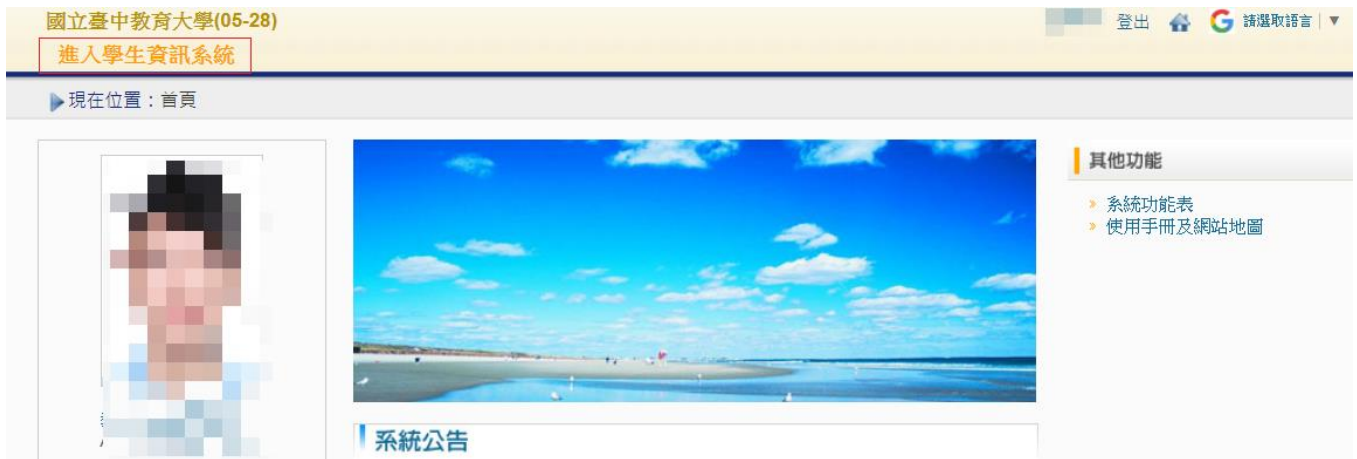 國立臺中教育大學(05-28)
登出
請選取語言
進入學生資訊系統
現在位置：首頁
其他功能
系統功能表
使用手冊及網站地圖
系統公告